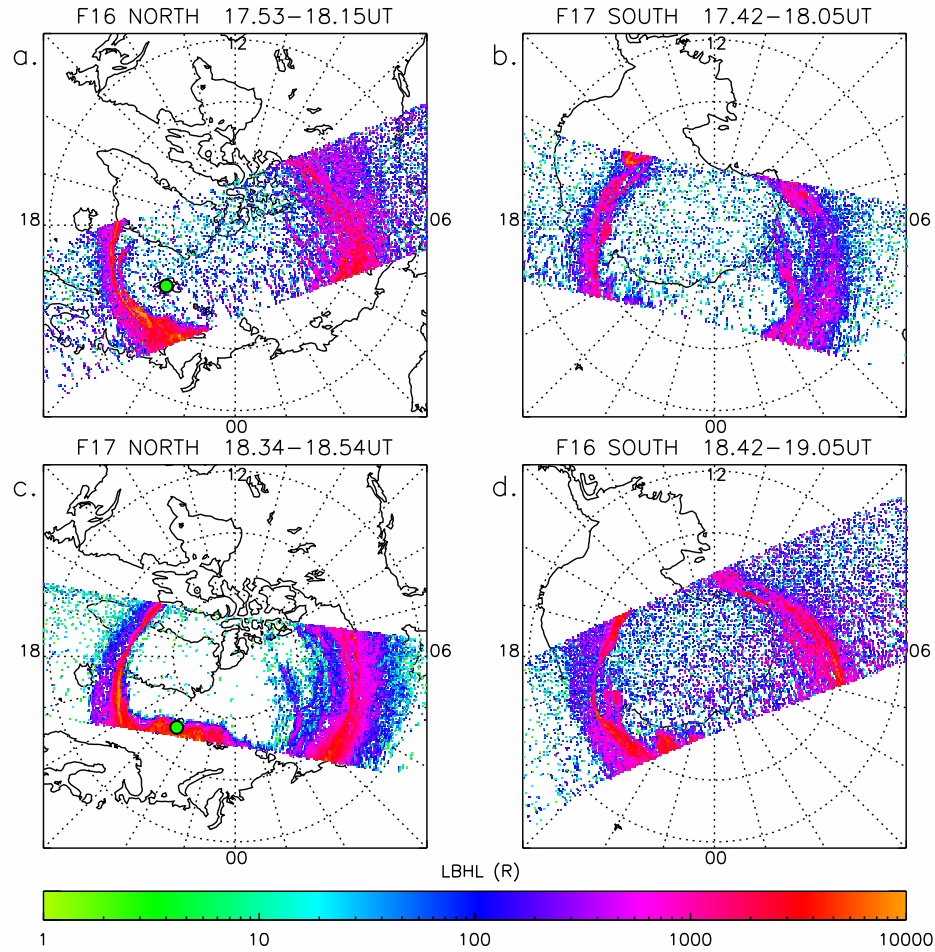 F16 NORTH 17.53−18.15UT
F17 SOUTH 17.42−18.05UT
a.
12
b.
12
18
06
18
06
00
00
F17 NORTH 18.34−18.54UT
F16 SOUTH 18.42−19.05UT
c.
12
d.
12
18
06
18
06
00
00
LBHL (R)
1 10 100 1000 10000